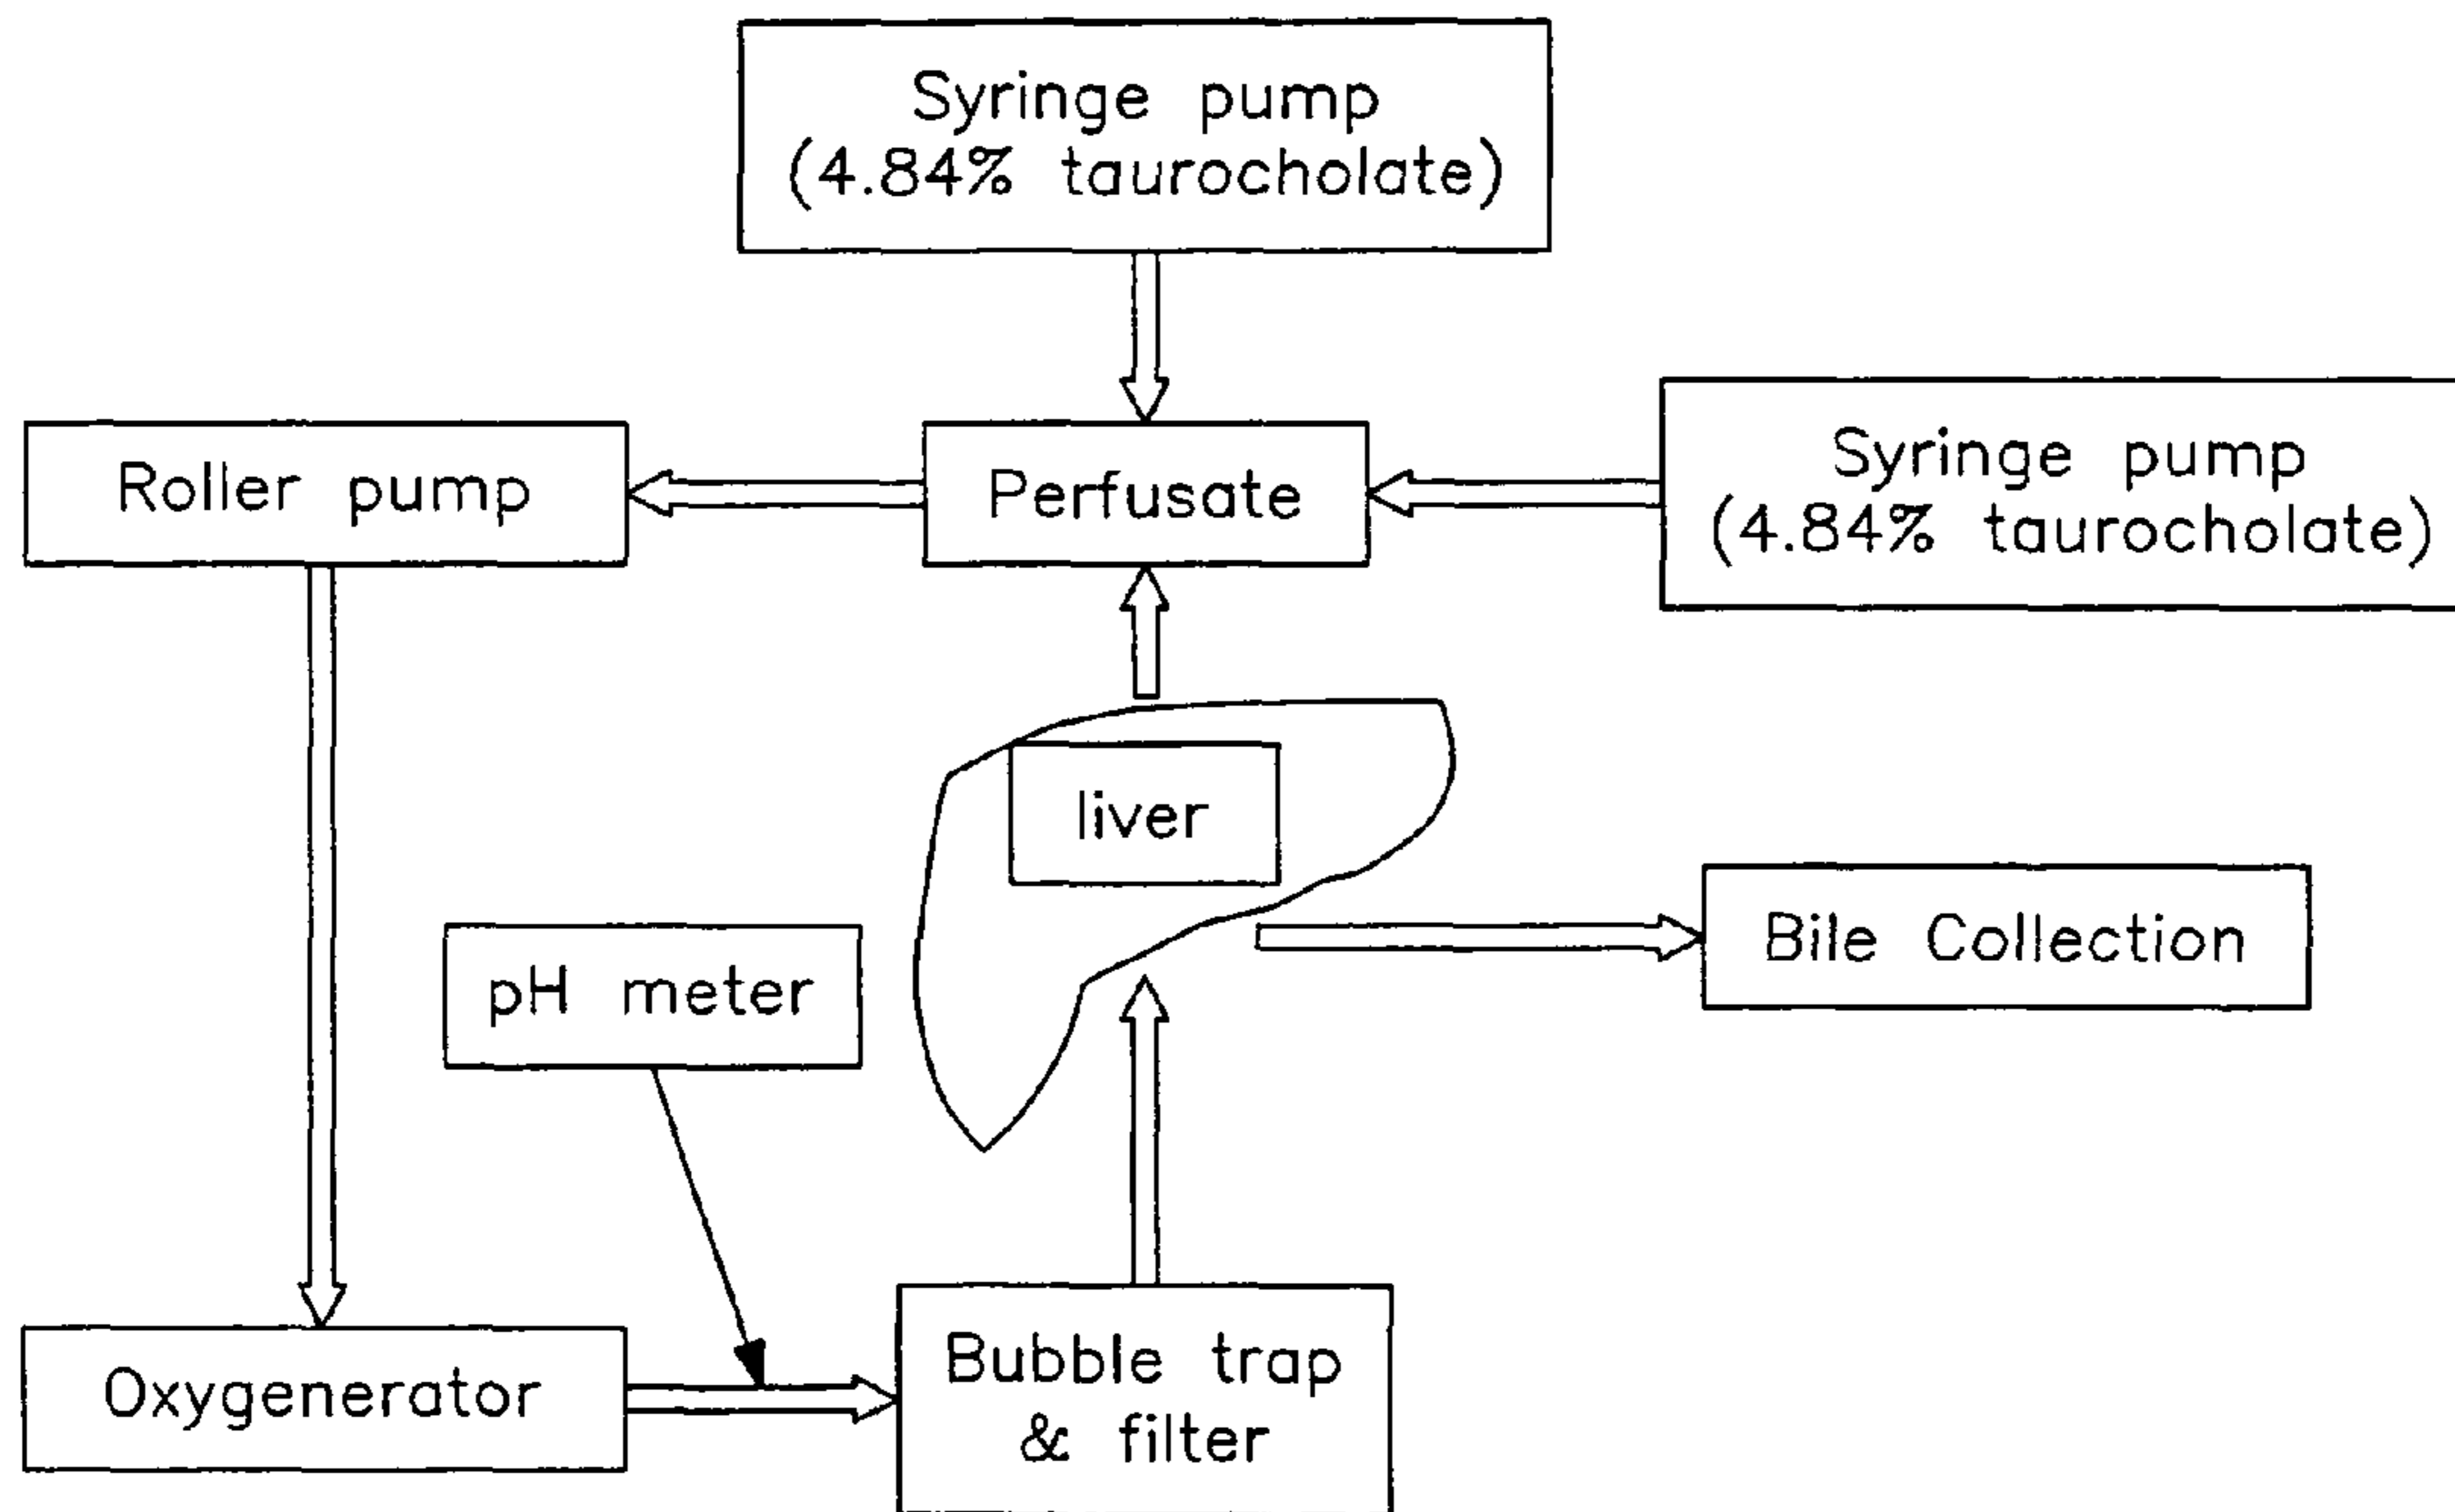 Syringe pump
(4.84% taurocholate)
Roller pump
Perfusate
Syringe pump
(4.84% taurocholate)
liver
Bile Collection
pH meter
Oxygenerator
Bubble trap
& filter